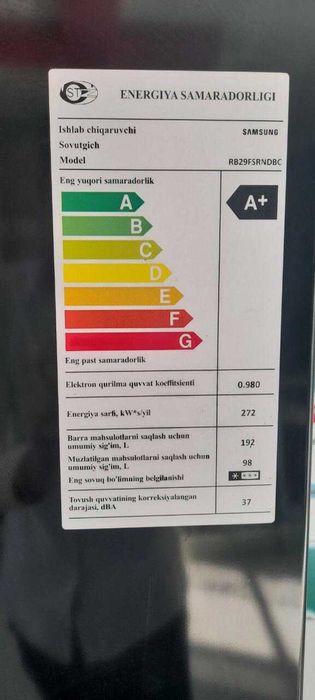 ST
ENERGIYA SAMARADORLIGI
Ishlab chiqaruvchi SAMSUNG
Sovutgich
Model RB29FSRNDBC
Eng yuqori samaradorlik
A A+
B
C
D
E
F
G
Eng past samaradorlik
Elektron qurilma quvvat koeffitsienti 0.980
Energiya sarfi, kW*s/yil 272
Barra mahsulotlarni saqlash uchun
umumiy sig'im, L 192
Muzlatilgan mahsulotlarni saqlash uchun
umumiy sig'im, L 98
Eng sovuq bo'limning belgilanishi
Tovush quvvatining korreksiyalangan
darajasi, dBA 37